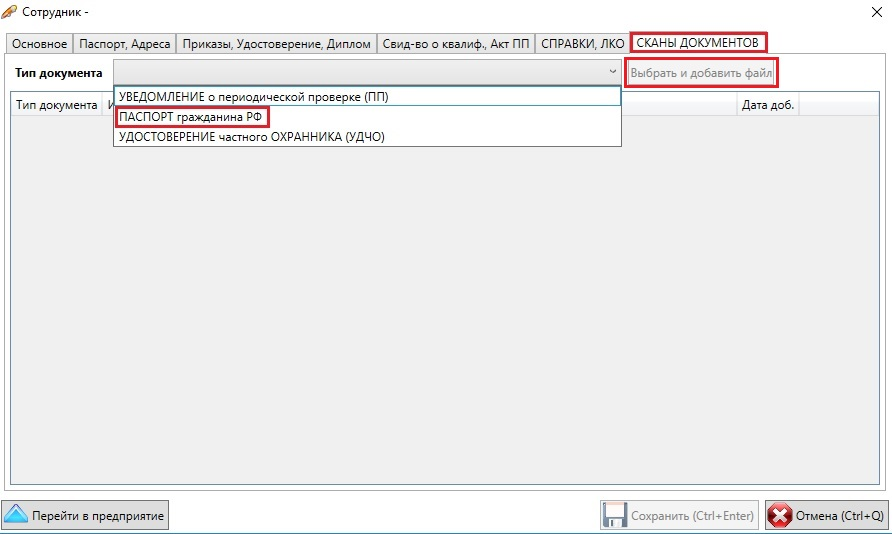 Сотрудник -
Основное Паспорт, Адреса Приказы, Удостоверение, Диплом Свид-во о квалиф., Акт ПП СПРАВКИ, ЛКО СКАНЫ ДОКУМЕНТОВ
Тип документа Выбрать и добавить файл
УВЕДОМЛЕНИЕ о периодической проверке (ПП)
Тип документа Дата доб.
ПАСПОРТ гражданина РФ
УДОСТОВЕРЕНИЕ частного ОХРАННИКА (УДЧО)
Перейти в предприятие Сохранить (Ctrl+Enter) Отмена (Ctrl+Q)